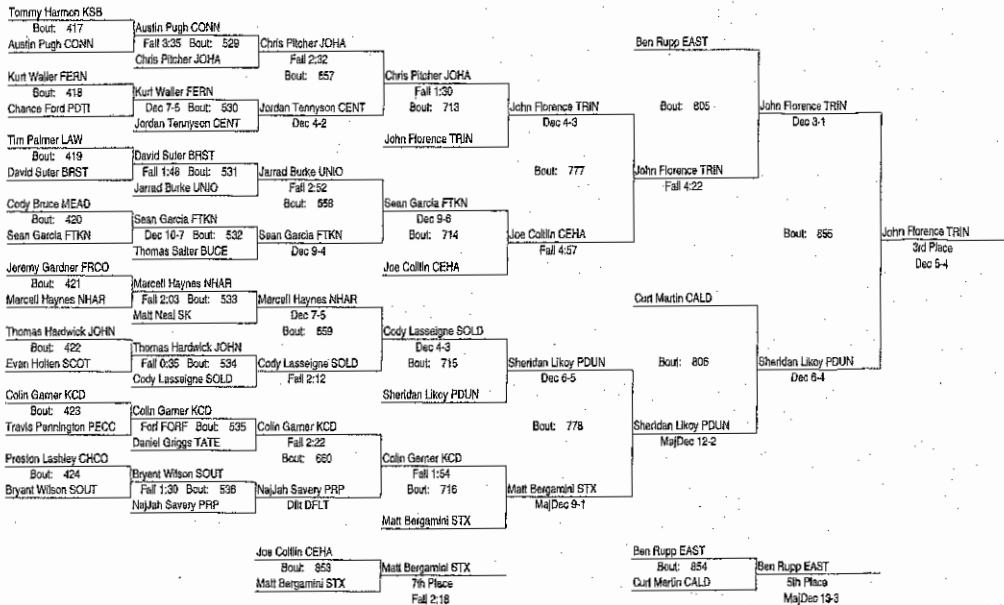 Tommy Harmon KSB
Bout: 417
Austin Pugh CONN
Kurt Waller FERN
Bout: 418
Chance Ford PDTI
Tim Palmer LAW
Bout: 419
David Suter BRST
Cody Bruce MEAD
Bout: 420
Sean Garcia FTKN
Jeremy Gardner FRCO
Bout: 421
Marcell Haynes NHAR
Thomas Hardwick JOHN
Bout: 422
Evan Holten SCOT
Colin Garner KCD
Bout: 423
Travis Pennington PECC
Preston Lashley CHCO
Bout: 424
Bryant Wilson SOUT
Austin Pugh CONN
Fall 3:35 Bout: 529
Chris Pitcher JOHA
Kurt Waller FERN
Dec 7-5 Bout: 530
Jordan Tennyson CENT
David Suter BRST
Fall 1:48 Bout: 531
Jarrad Burke UNIO
Sean Garcia FTKN
Dec 10-7 Bout: 532
Thomas Salter BUCE
Marcell Haynes NHAR
Fall 2:03 Bout: 533
Matt Neal SK
Thomas Hardwick JOHN
Fall 0:35 Bout: 534
Cody Lasseigne SOLD
Colin Garner KCD
Forf FORF Bout: 535
Daniel Griggs TATE
Bryant Wilson SOUT
Fall 1:30 Bout: 536
NajJah Savery PRP
Chris Pitcher JOHA
Fall 2:32
Bout: 657
Jordan Tennyson CENT
Dec 4-2
Jarrad Burke UNIO
Fall 2:52
Bout: 658
Sean Garcia FTKN
Dec 9-4
Marcell Haynes NHAR
Dec 7-5
Bout: 659
Cody Lasseigne SOLD
Fall 2:12
Colin Garner KCD
Fall 2:22
Bout: 660
NajJah Savery PRP
Dflt DFLT
Chris Pitcher JOHA
Fall 1:30
Bout: 713
John Florence TRIN
Sean Garcia FTKN
Dec 9-6
Bout: 714
Joe Coltlin CEHA
Cody Lasseigne SOLD
Dec 4-3
Bout: 715
Sheridan Likoy PDUN
Colin Garner KCD
Fall 1:54
Bout: 716
Matt Bergamini STX
John Florence TRIN
Dec 4-3
Bout: 777
Joe Coltlin CEHA
Fall 4:57
Sheridan Likoy PDUN
Dec 6-5
Bout: 778
Matt Bergamini STX
MajDec 9-1
Ben Rupp EAST
Bout: 805
John Florence TRIN
Fall 4:22
Curt Martin CALD
Bout: 806
Sheridan Likoy PDUN
MajDec 12-2
John Florence TRIN
Dec 3-1
Bout: 855
Sheridan Likoy PDUN
Dec 6-4
John Florence TRIN
3rd Place
Dec 5-4
Joe Coltlin CEHA
Bout: 853
Matt Bergamini STX
Matt Bergamini STX
7th Place
Fall 2:18
Ben Rupp EAST
Bout: 854
Curt Martin CALD
Ben Rupp EAST
5th Place
MajDec 13-3